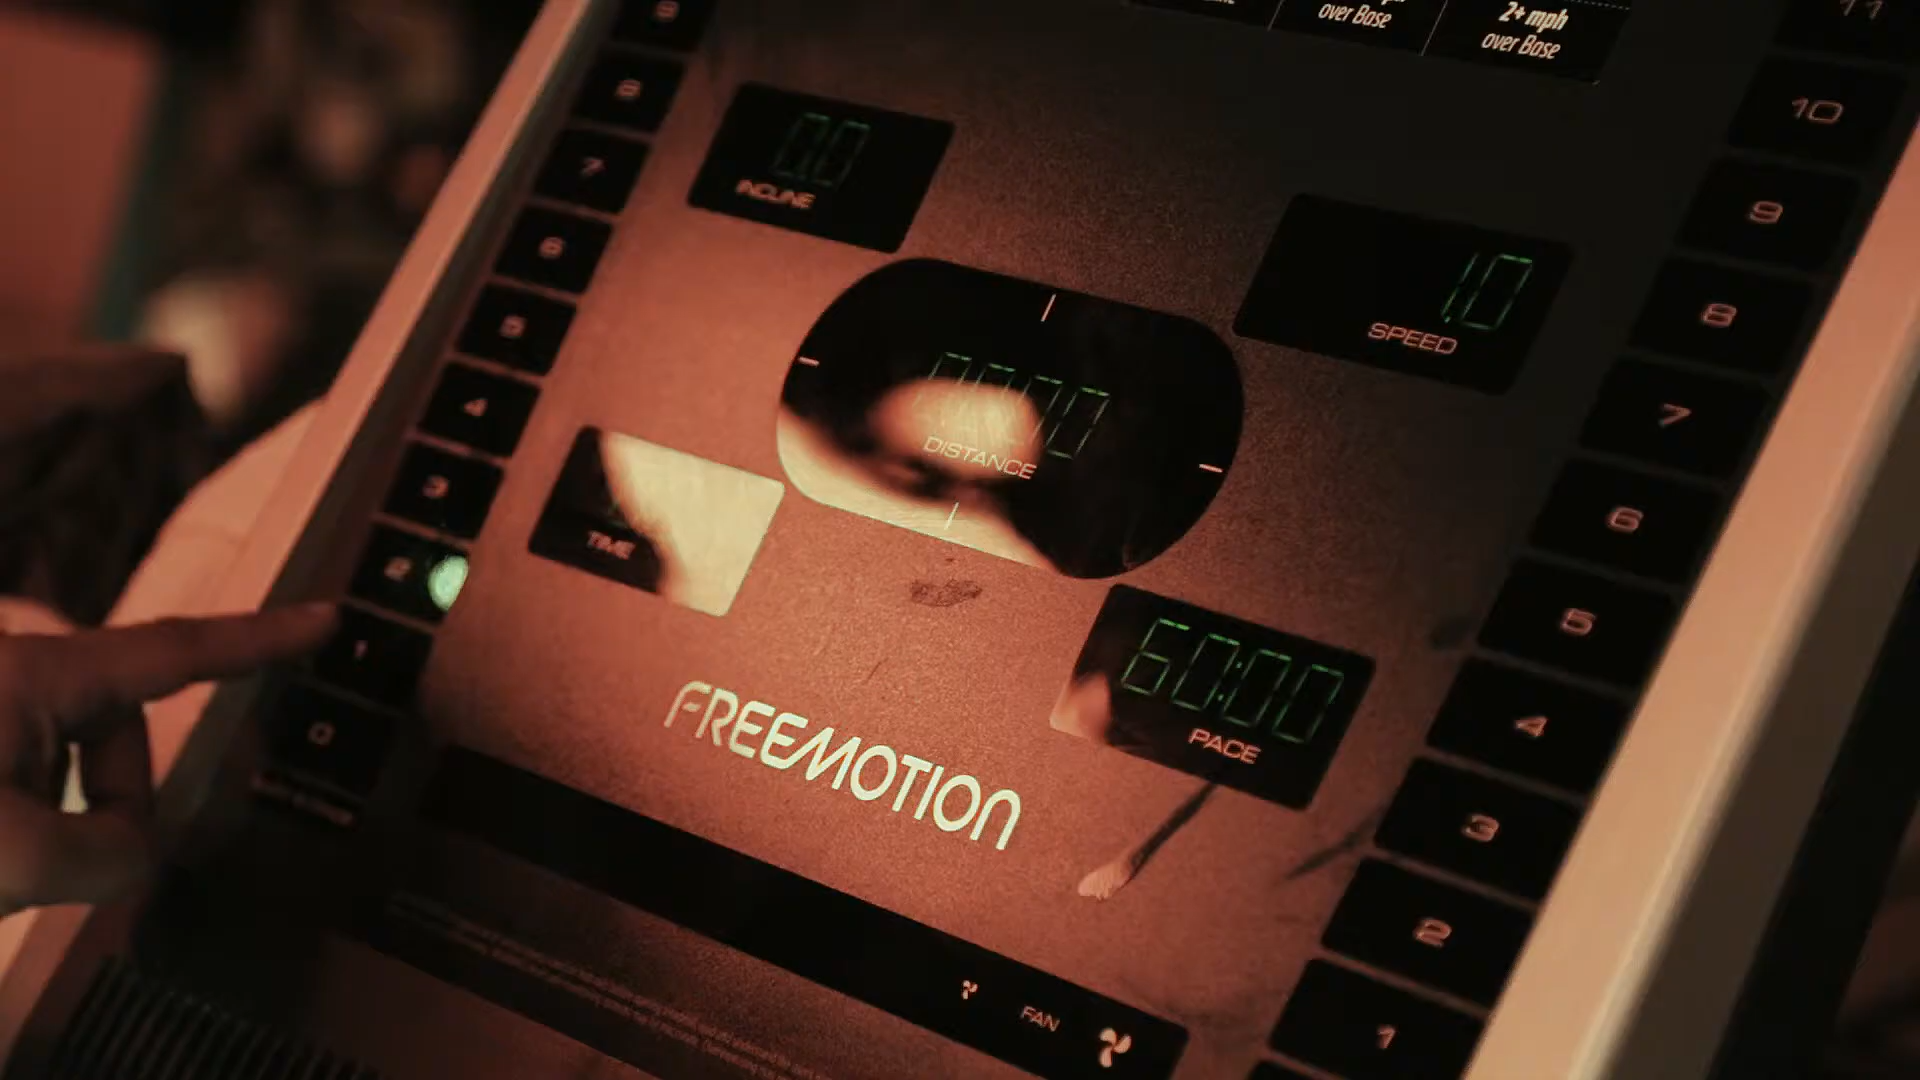 over Base
2+ mph
over Base
9
8
7
6
5
4
3
2
1
0
0.0
INCLINE
1.0
SPEED
DISTANCE
TIME
60:00
PACE
FREEMOTION
FAN
11
10
9
8
7
6
5
4
3
2
1